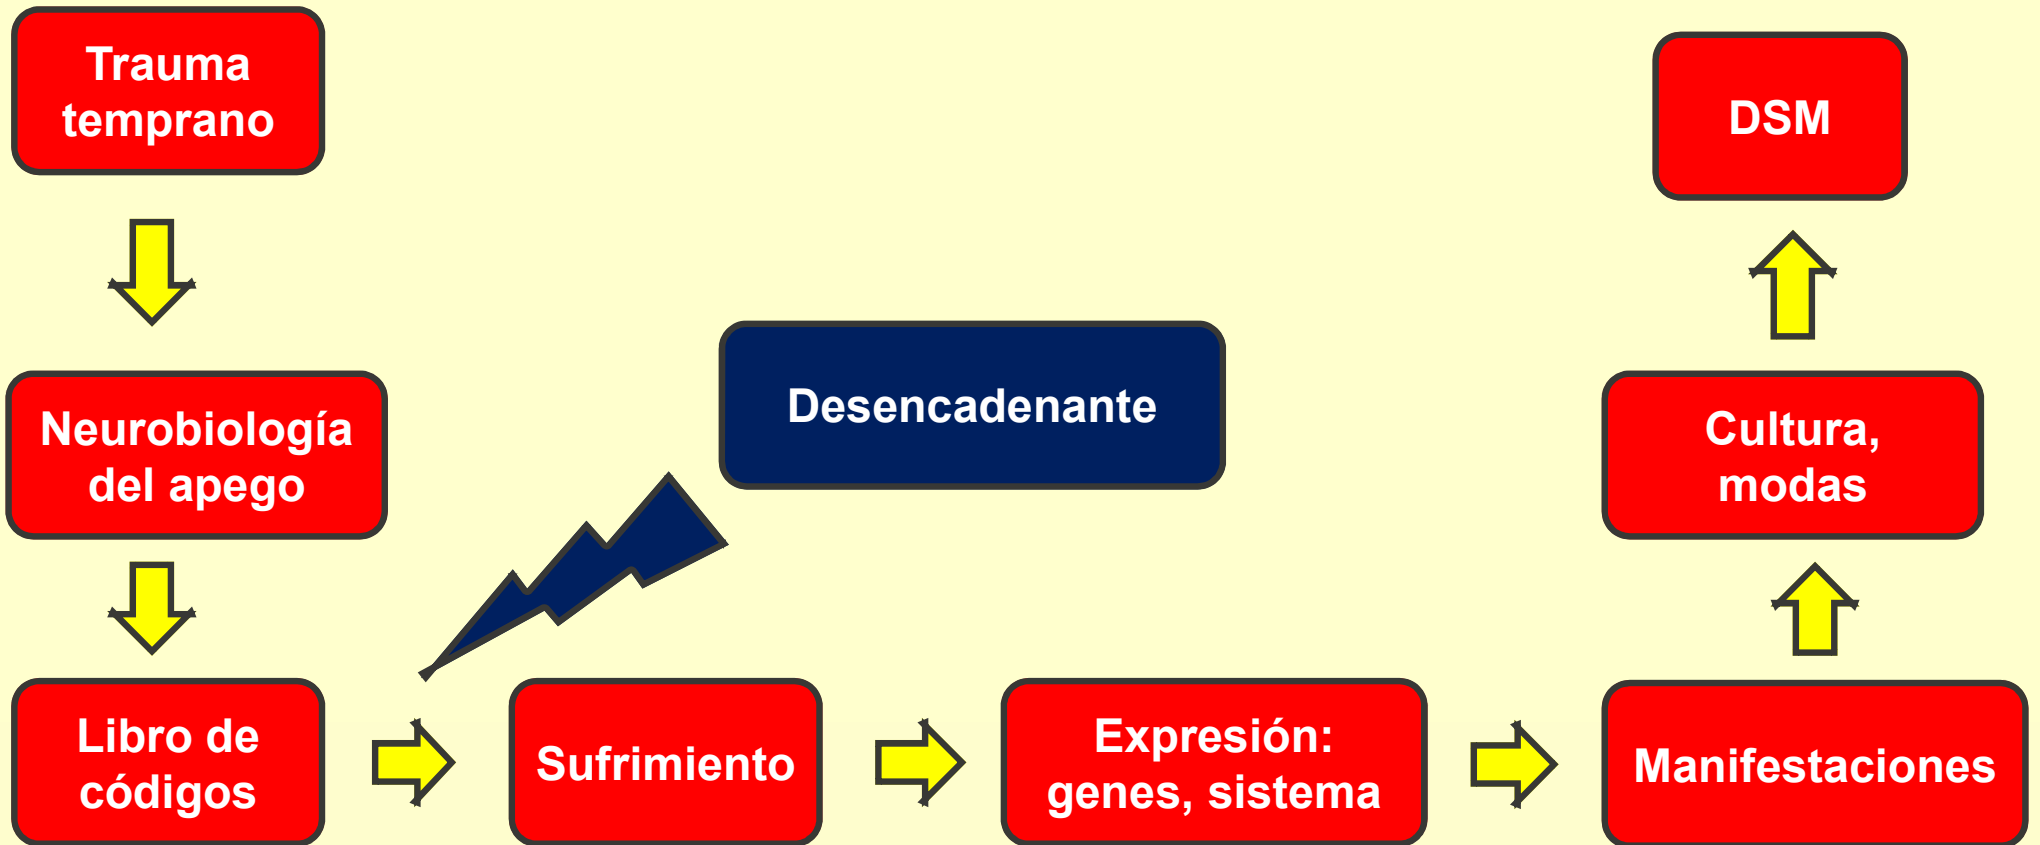 Trauma
temprano
DSM
Neurobiología
del apego
Desencadenante
Cultura,
modas
Libro de
códigos
Sufrimiento
Expresión:
genes, sistema
Manifestaciones